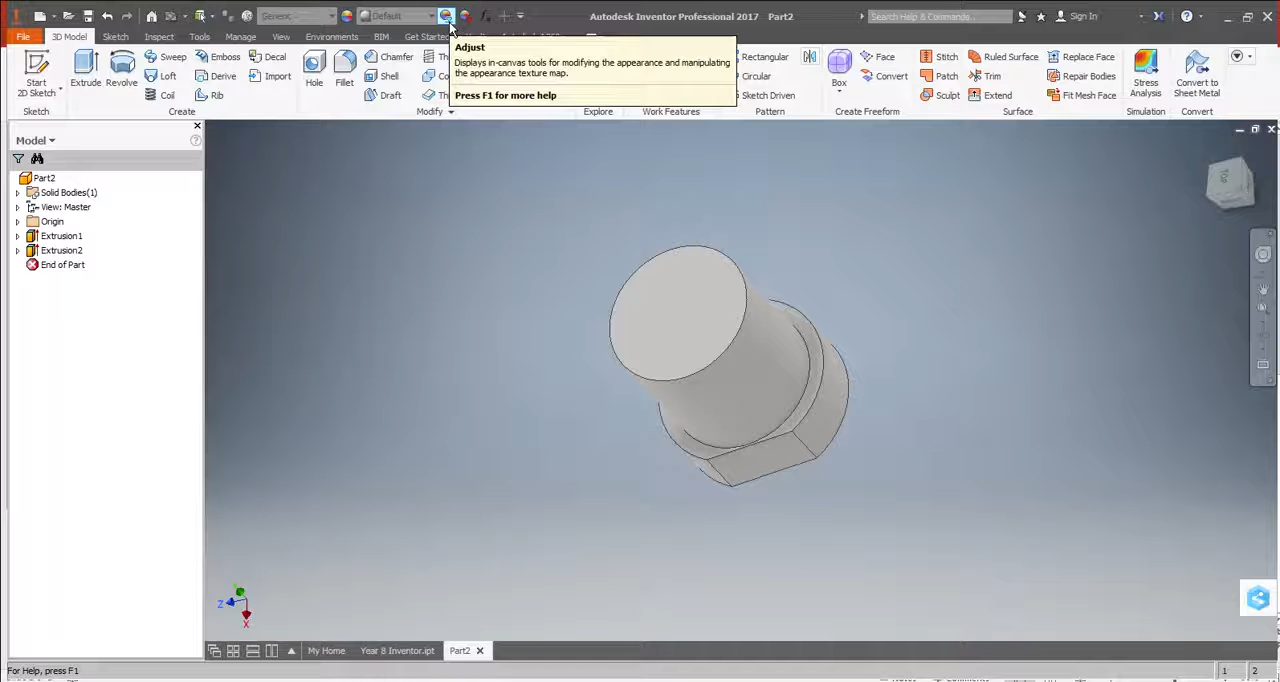 Generic
Default
Autodesk Inventor Professional 2017 Part2
Search Help & Commands...
Sign In
File
3D Model
Sketch
Inspect
Tools
Manage
View
Environments
BIM
Get Started
Adjust
Displays in-canvas tools for modifying the appearance and manipulating
the appearance texture map.
Press F1 for more help
Start
2D Sketch
Extrude
Revolve
Sweep
Loft
Coil
Emboss
Derive
Rib
Decal
Import
Hole
Fillet
Chamfer
Shell
Draft
Th
Co
Th
Rectangular
Circular
Sketch Driven
Box
Face
Convert
Stitch
Patch
Sculpt
Ruled Surface
Trim
Extend
Replace Face
Repair Bodies
Fit Mesh Face
Stress
Analysis
Convert to
Sheet Metal
Sketch
Create
Modify
Explore
Work Features
Pattern
Create Freeform
Surface
Simulation
Convert
Model
Part2
Solid Bodies(1)
View: Master
Origin
Extrusion1
Extrusion2
End of Part
TOP
Z
X
My Home
Year 8 Inventor.ipt
Part2
For Help, press F1
1
2